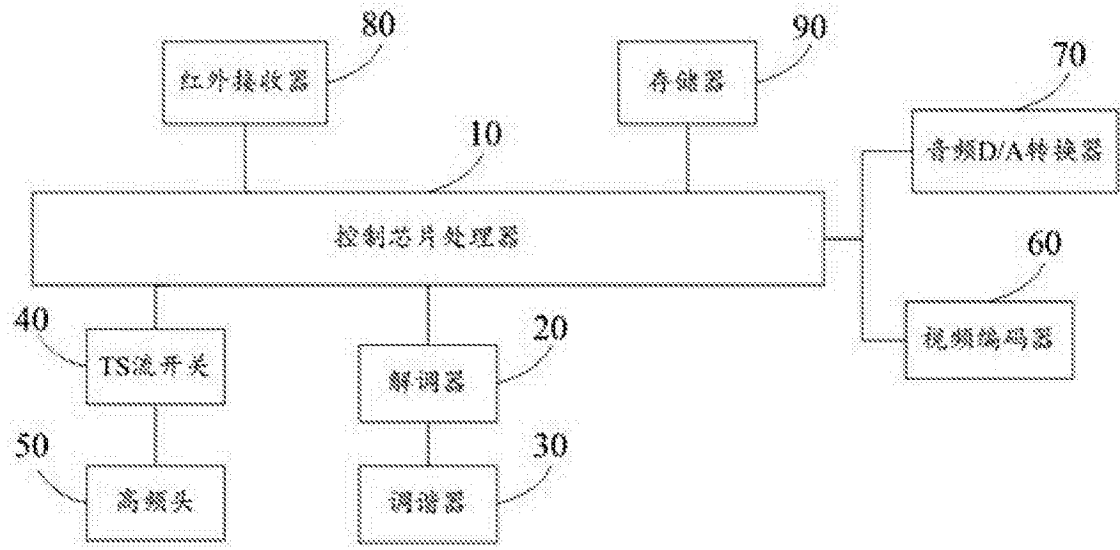 80
红外接收器
90
存储器
70
音频D/A转换器
10
控制芯片处理器
60
视频编码器
40
TS流开关
20
解调器
50
高频头
30
调谐器